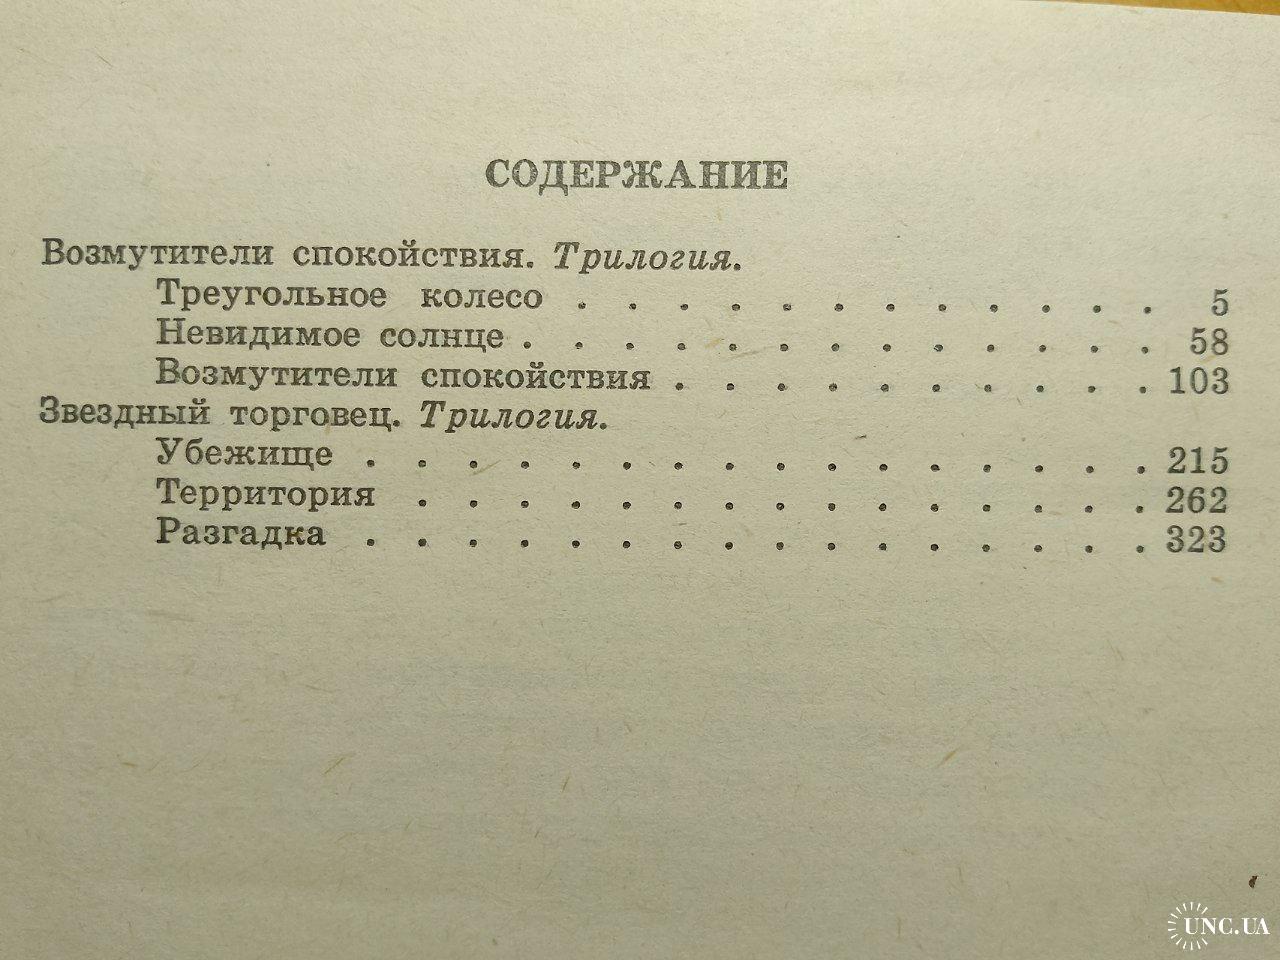 СОДЕРЖАНИЕ
Возмутители спокойствия. Трилогия.
Треугольное колесо . . . . . . . . . . . . 5
Невидимое солнце . . . . . . . . . . . . . 58
Возмутители спокойствия . . . . . . . . . . 103
Звездный торговец. Трилогия.
Убежище . . . . . . . . . . . . . . . . 215
Территория . . . . . . . . . . . . . . . 262
Разгадка . . . . . . . . . . . . . . . . 323
UNC.UA